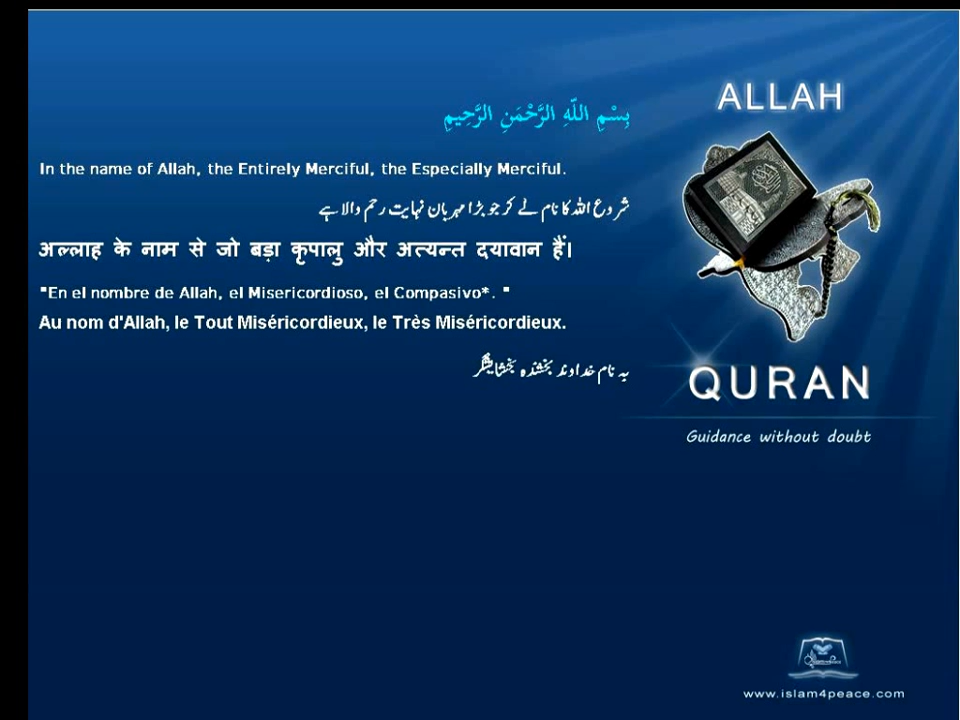 بِسْمِ اللّهِ الرَّحْمَنِ الرَّحِيمِ
In the name of Allah, the Entirely Merciful, the Especially Merciful.
شروع اللہ کا نام لے کر جو بڑا مہربان نہایت رحم والا ہے
अल्लाह के नाम से जो बड़ा कृपालु और अत्यन्त दयावान हैं।
"En el nombre de Allah, el Misericordioso, el Compasivo*. "
Au nom d'Allah, le Tout Miséricordieux, le Très Miséricordieux.
به نام خداوند بخشنده بخشایشگر
ALLAH
QURAN
Guidance without doubt
www.islam4peace.com